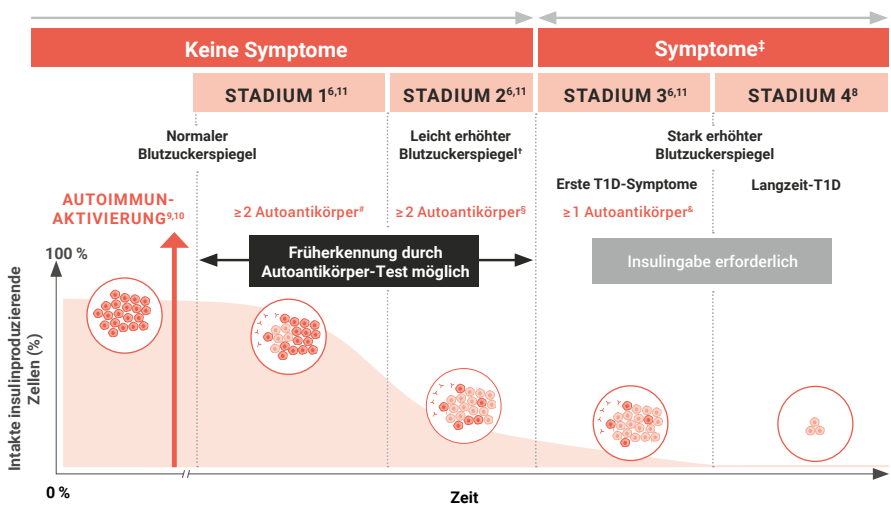 Keine Symptome
Symptome‡
STADIUM 1⁶,¹¹
STADIUM 2⁶,¹¹
STADIUM 3⁶,¹¹
STADIUM 4⁸
Normaler
Blutzuckerspiegel
Leicht erhöhter
Blutzuckerspiegel†
Stark erhöhter
Blutzuckerspiegel
Erste T1D-Symptome
Langzeit-T1D
AUTOIMMUN-
AKTIVIERUNG⁹,¹⁰
≥ 2 Autoantikörper#
≥ 2 Autoantikörper§
≥ 1 Autoantikörper&
100 %
Früherkennung durch
Autoantikörper-Test möglich
Insulingabe erforderlich
Intakte insulinproduzierende
Zellen (%)
0 %
Zeit